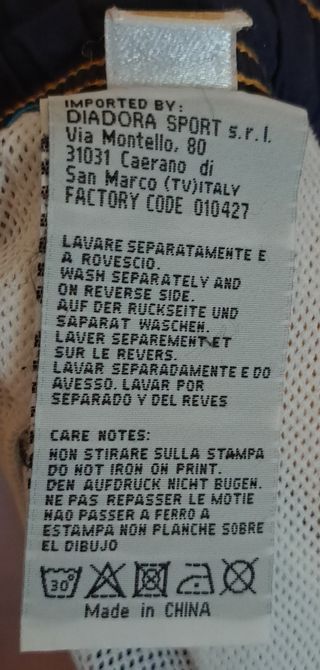 IMPORTED BY:
DIADORA SPORT s.r.l.
Via Montello, 80
31031 Caerano di
San Marco (TV)ITALY
FACTORY CODE 010427
LAVARE SEPARATAMENTE E
A ROVESCIO.
WASH SEPARATELY AND
ON REVERSE SIDE.
AUF DER RUCKSEITE UND
SAPARAT WASCHEN.
LAVER SEPAREMENT ET
SUR LE REVERS.
LAVAR SEPARADAMENTE E DO
AVESSO. LAVAR POR
SEPARADO Y DEL REVES
CARE NOTES:
NON STIRARE SULLA STAMPA
DO NOT IRON ON PRINT.
DEN AUFDRUCK NICHT BUGEN.
NE PAS REPASSER LE MOTIE
NAO PASSER A FERRO A
ESTAMPA NON PLANCHE SOBRE
EL DIBUJO
30°
Made in CHINA